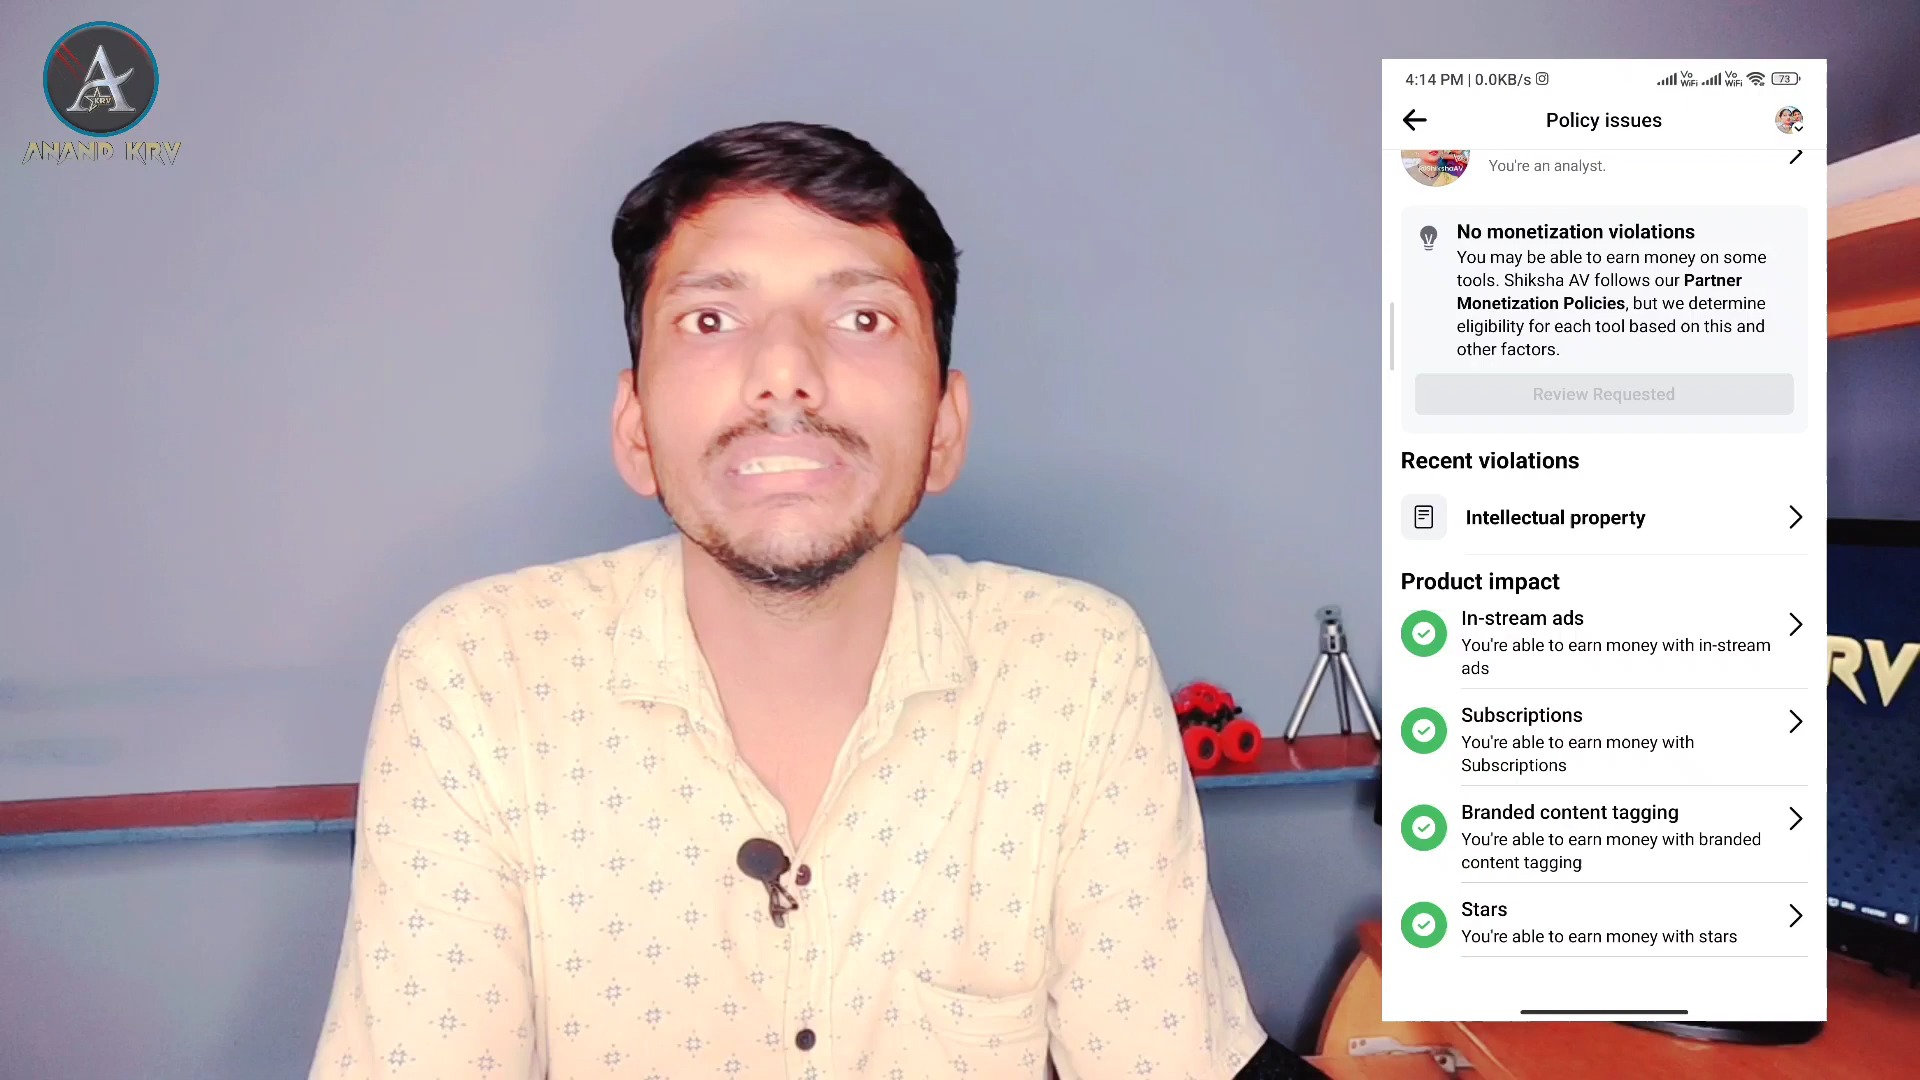 ANAND KRV
4:14 PM | 0.0KB/s
Vo WiFi
Vo WiFi
73
Policy issues
You're an analyst.
No monetization violations
You may be able to earn money on some
tools. Shiksha AV follows our Partner
Monetization Policies, but we determine
eligibility for each tool based on this and
other factors.
Review Requested
Recent violations
Intellectual property
Product impact
In-stream ads
You're able to earn money with in-stream
ads
Subscriptions
You're able to earn money with
Subscriptions
Branded content tagging
You're able to earn money with branded
content tagging
Stars
You're able to earn money with stars
RV